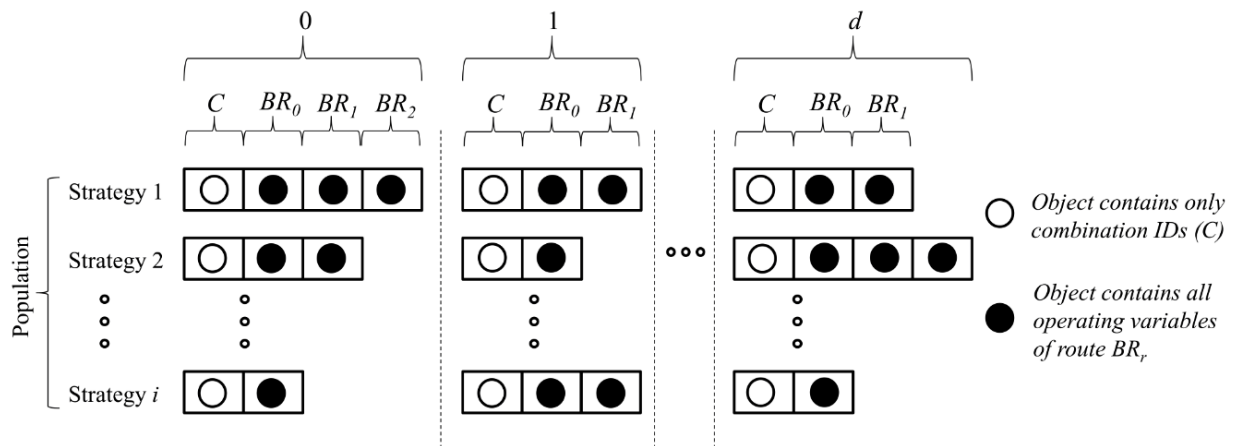 0 1 d
C BR0 BR1 BR2 C BR0 BR1 C BR0 BR1
Population
Strategy 1
Strategy 2
Strategy i
Object contains only
combination IDs (C)
Object contains all
operating variables
of route BRr